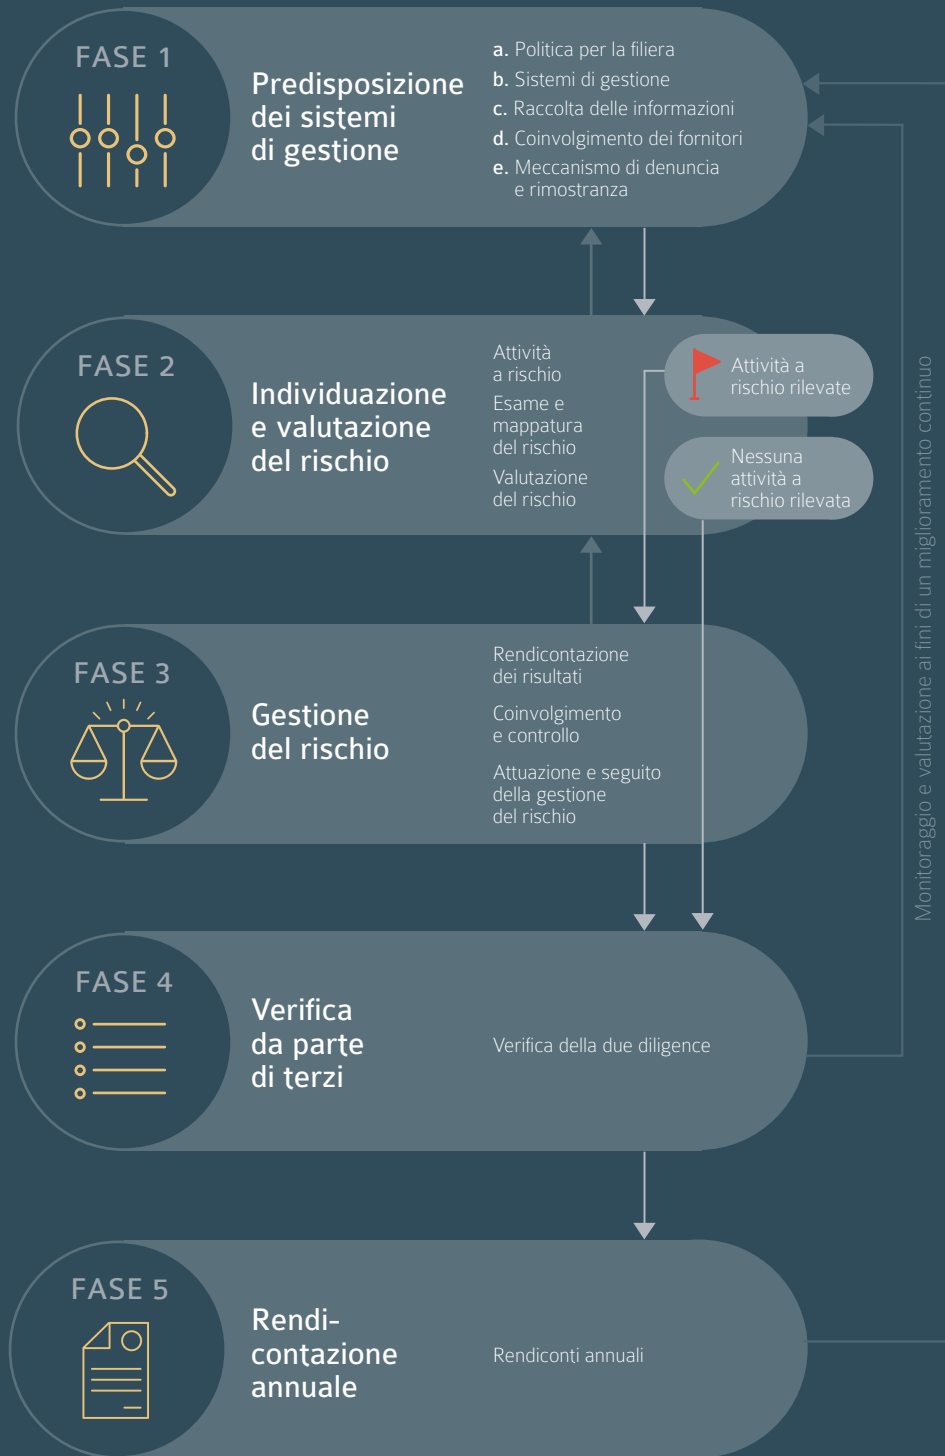 FASE 1
Predisposizione
dei sistemi
di gestione
a. Politica per la filiera
b. Sistemi di gestione
c. Raccolta delle informazioni
d. Coinvolgimento dei fornitori
e. Meccanismo di denuncia
e rimostranza
FASE 2
Individuazione
e valutazione
del rischio
Attività
a rischio
Esame e
mappatura
del rischio
Valutazione
del rischio
Attività a
rischio rilevate
Nessuna
attività a
rischio rilevata
FASE 3
Gestione
del rischio
Rendicontazione
dei risultati
Coinvolgimento
e controllo
Attuazione e seguito
della gestione
del rischio
FASE 4
Verifica
da parte
di terzi
Verifica della due diligence
FASE 5
Rendi-
contazione
annuale
Rendiconti annuali
Monitoraggio e valutazione ai fini di un miglioramento continuo